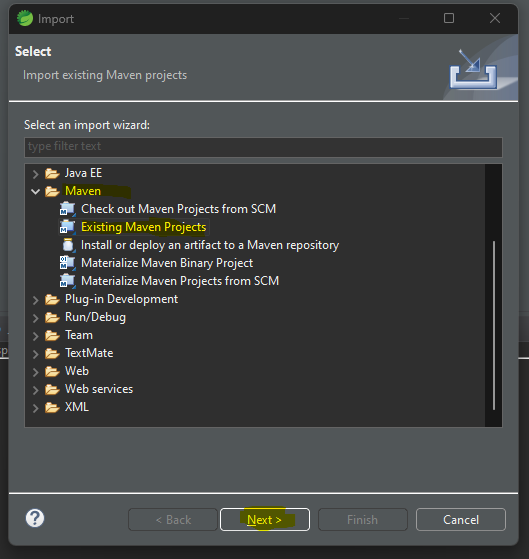 Import
Select
Import existing Maven projects
Select an import wizard:
type filter text
Java EE
Maven
Check out Maven Projects from SCM
Existing Maven Projects
Install or deploy an artifact to a Maven repository
Materialize Maven Binary Project
Materialize Maven Projects from SCM
Plug-in Development
Run/Debug
Team
TextMate
Web
Web services
XML
? < Back Next > Finish Cancel